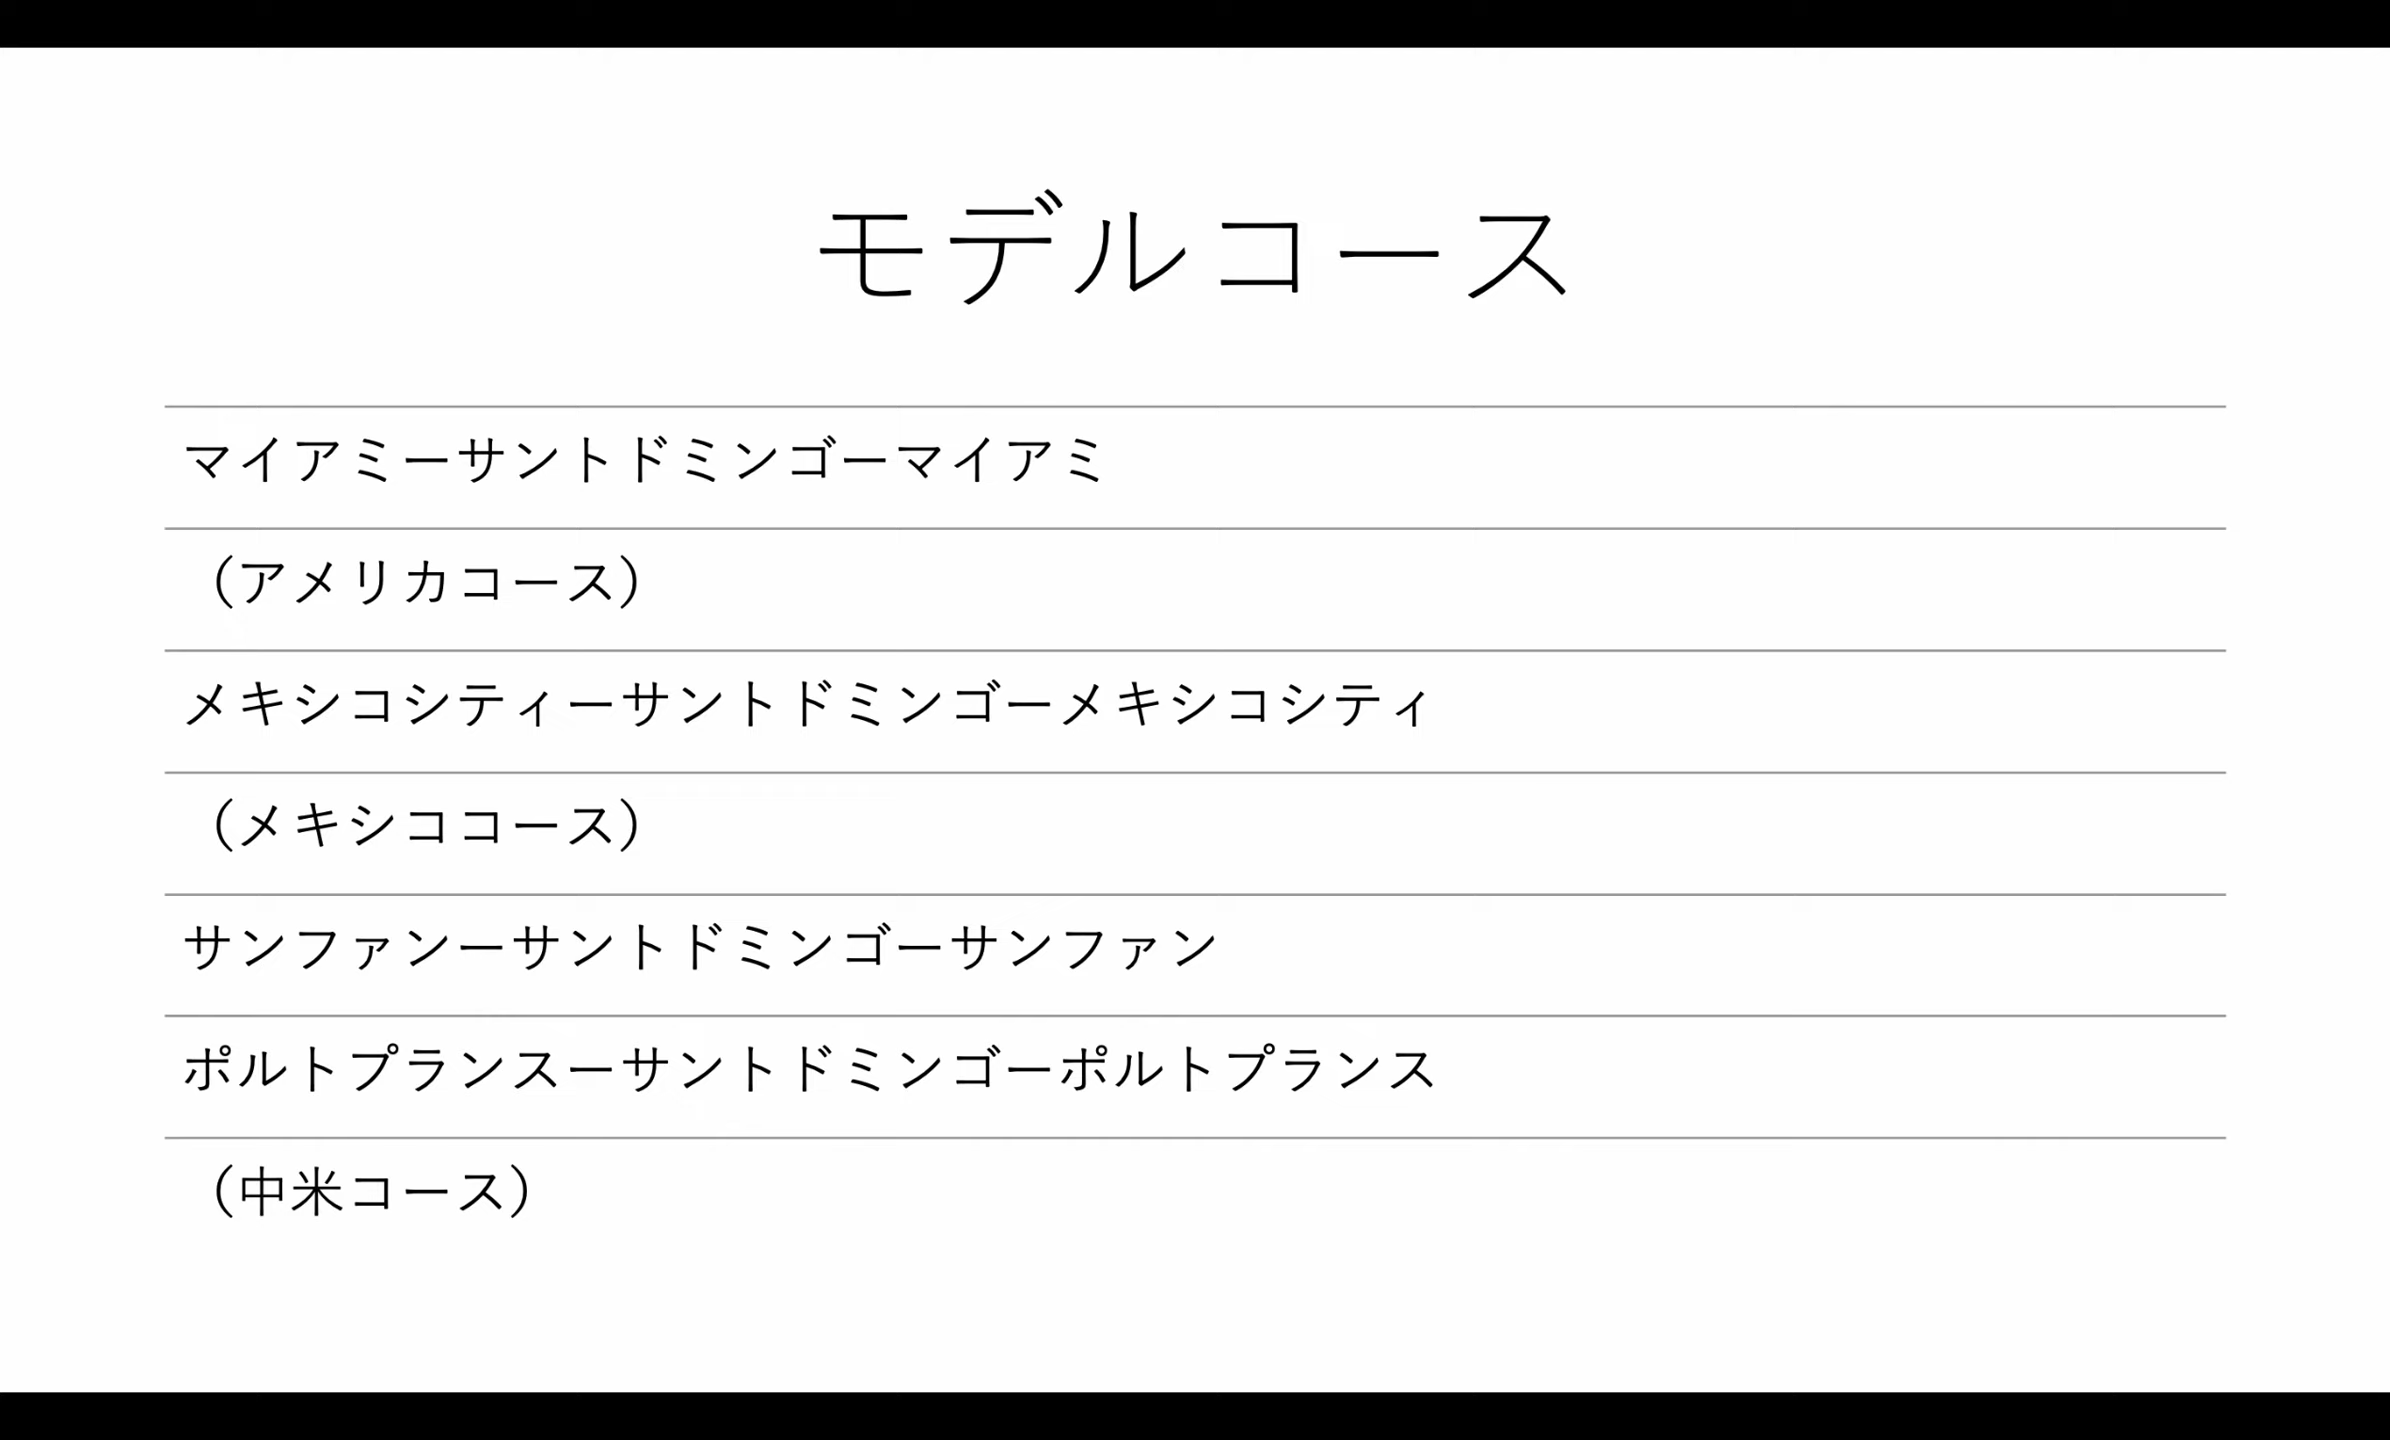 モデルコース
マイアミーサントドミンゴーマイアミ
（アメリカコース）
メキシコシティーサントドミンゴーメキシコシティ
（メキシココース）
サンファンーサントドミンゴーサンファン
ポルトプランスーサントドミンゴーポルトプランス
（中米コース）